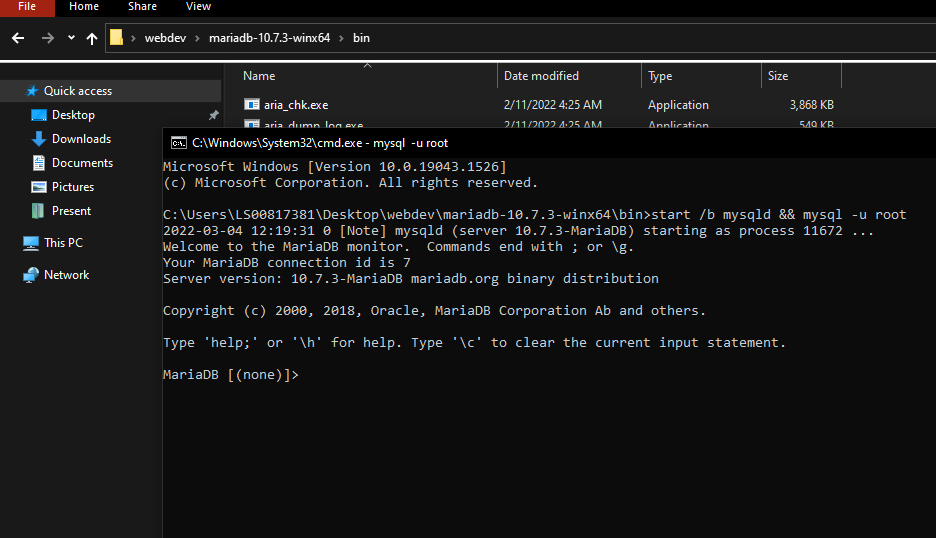 File Home Share View
webdev > mariadb-10.7.3-winx64 > bin
Name Date modified Type Size
Quick access
aria_chk.exe 2/11/2022 4:25 AM Application 3,868 KB
Desktop
aria_dump_log.exe 2/11/2022 4:25 AM Application 549 KB
Downloads
Documents
Pictures
Present
This PC
Network
C:\Windows\System32\cmd.exe - mysql -u root
Microsoft Windows [Version 10.0.19043.1526]
(c) Microsoft Corporation. All rights reserved.
C:\Users\LS00817381\Desktop\webdev\mariadb-10.7.3-winx64\bin>start /b mysqld && mysql -u root
2022-03-04 12:19:31 0 [Note] mysqld (server 10.7.3-MariaDB) starting as process 11672 ...
Welcome to the MariaDB monitor.  Commands end with ; or \g.
Your MariaDB connection id is 7
Server version: 10.7.3-MariaDB mariadb.org binary distribution
Copyright (c) 2000, 2018, Oracle, MariaDB Corporation Ab and others.
Type 'help;' or '\h' for help. Type '\c' to clear the current input statement.
MariaDB [(none)]>